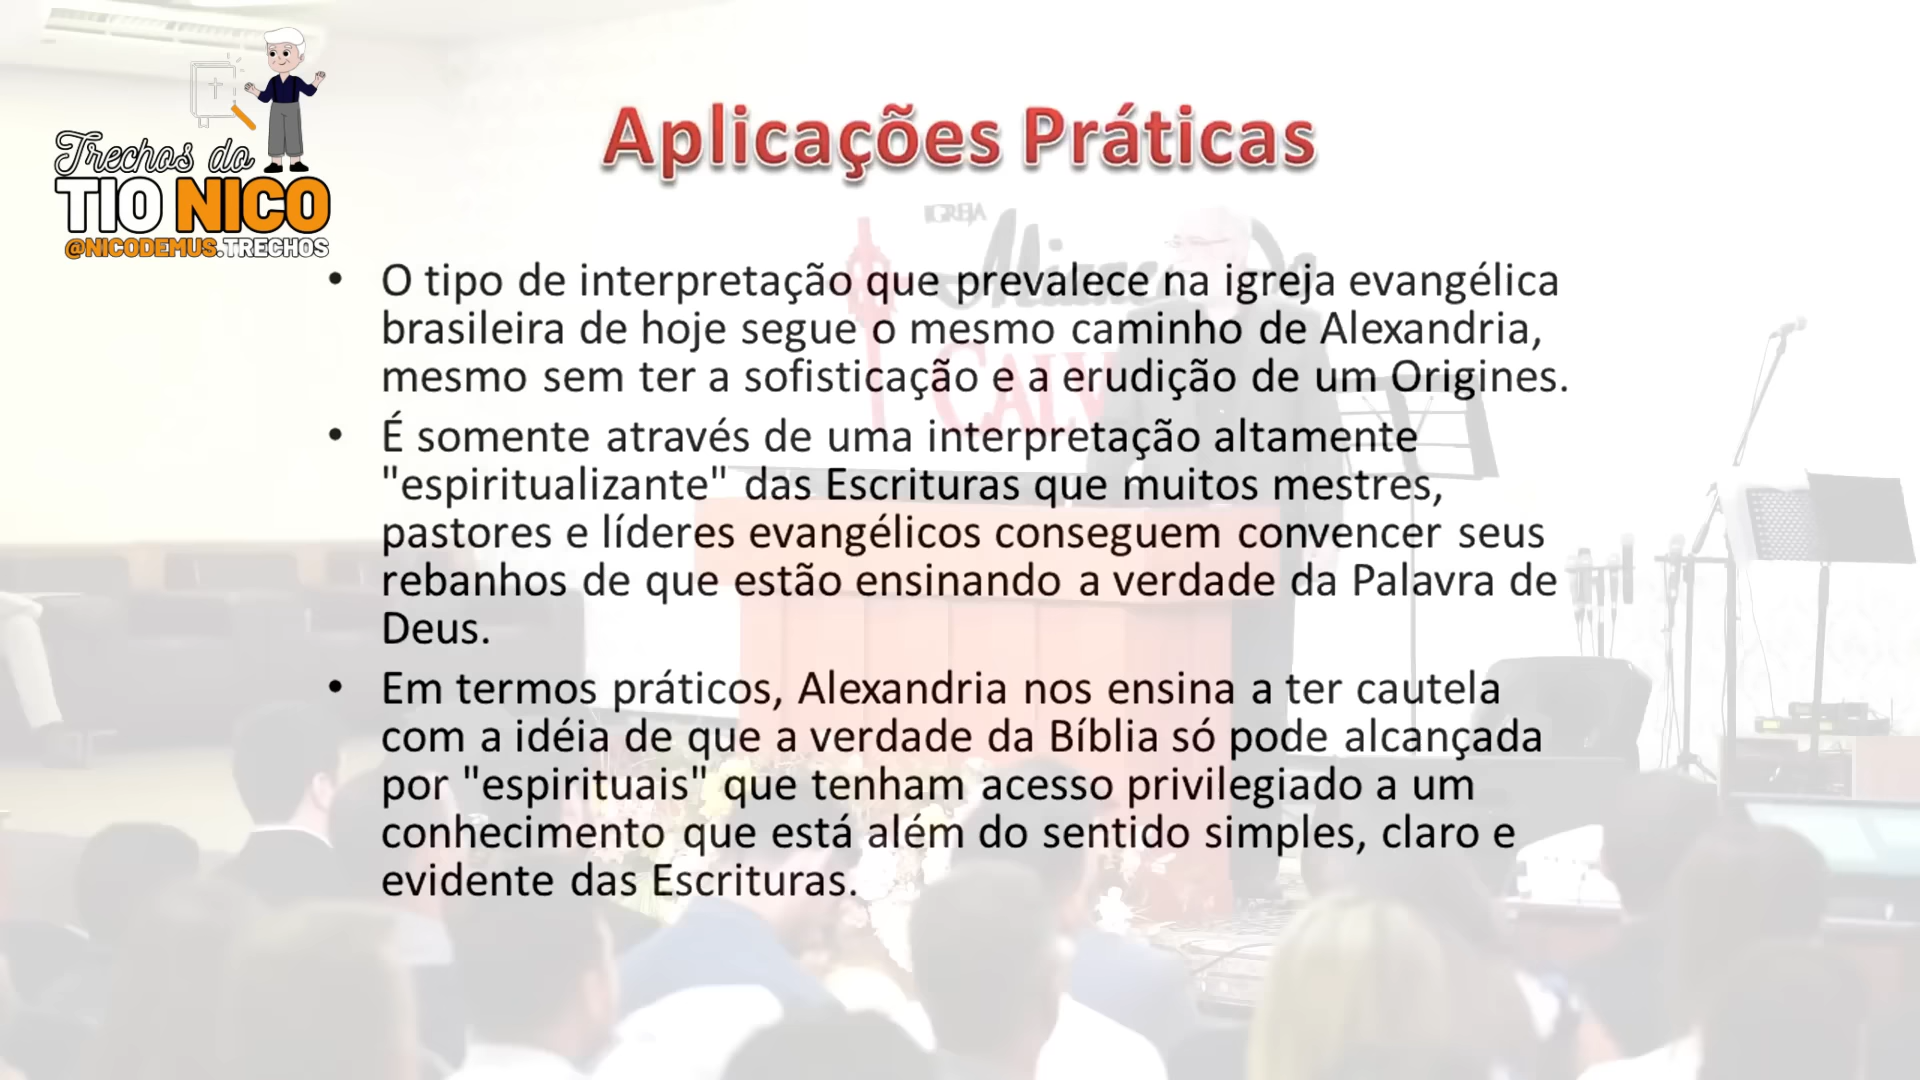 Trechos do
TIO NICO
@NICODEMUS.TRECHOS
Aplicações Práticas
IGREJA
• O tipo de interpretação que prevalece na igreja evangélica
brasileira de hoje segue o mesmo caminho de Alexandria,
mesmo sem ter a sofisticação e a erudição de um Origines.
• É somente através de uma interpretação altamente
"espiritualizante" das Escrituras que muitos mestres,
pastores e líderes evangélicos conseguem convencer seus
rebanhos de que estão ensinando a verdade da Palavra de
Deus.
• Em termos práticos, Alexandria nos ensina a ter cautela
com a idéia de que a verdade da Bíblia só pode alcançada
por "espirituais" que tenham acesso privilegiado a um
conhecimento que está além do sentido simples, claro e
evidente das Escrituras.